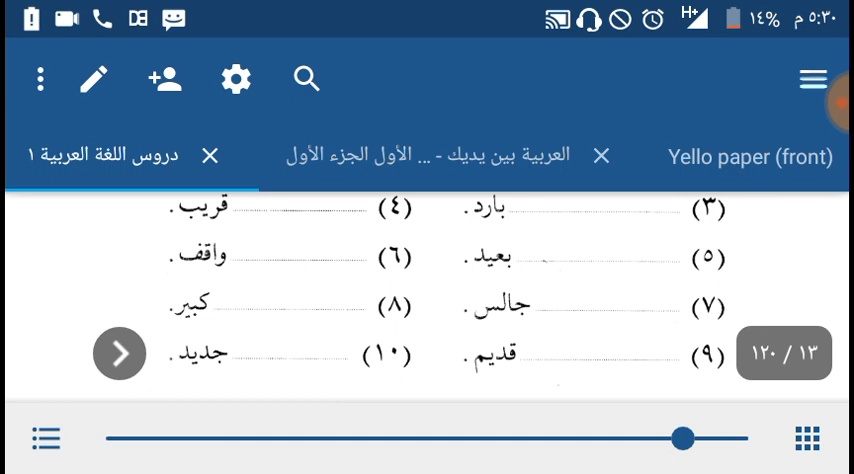 ١٤% ٥:٣٠ م
دروس اللغة العربية ١
العربية بين يديك - ... الأول الجزء الأول
Yello paper (front)
(٣) ............ بارد . (٤) ............ قريب .
(٥) ............ بعيد . (٦) ............ واقف .
(٧) ............ جالس . (٨) ............ كبير .
(٩) ............ قديم . (١٠) ............ جديد .
١٣ / ١٢٠